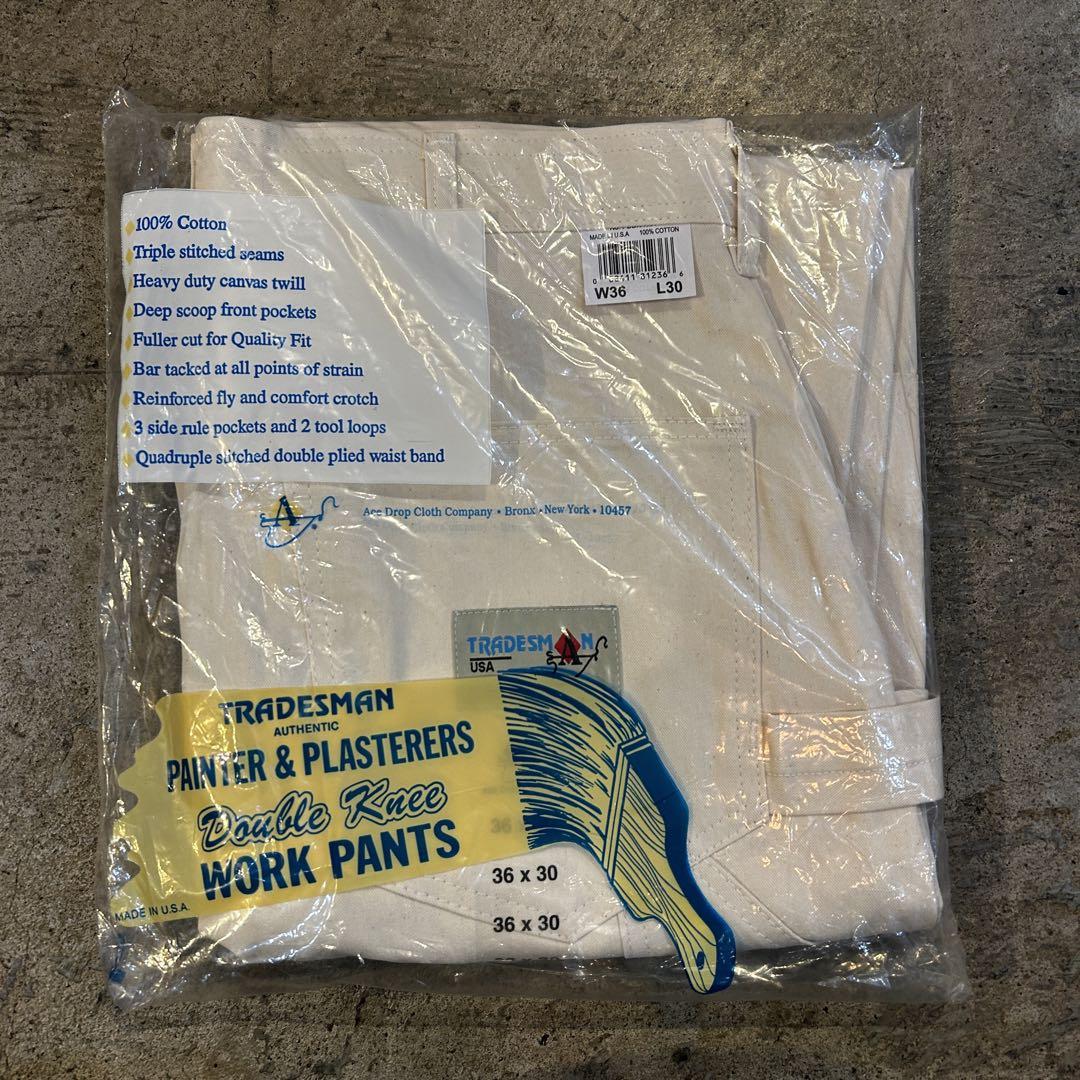 100% Cotton
Triple stitched seams
Heavy duty canvas twill
Deep scoop front pockets
Fuller cut for Quality Fit
Bar tacked at all points of strain
Reinforced fly and comfort crotch
3 side rule pockets and 2 tool loops
Quadruple stitched double plied waist band
MADE IN U.S.A 100% COTTON
31236 6
W36 L30
A
Ace Drop Cloth Company • Bronx • New York • 10457
TRADESMAN
USA
TRADESMAN
AUTHENTIC
PAINTER & PLASTERERS
Double Knee
WORK PANTS
MADE IN U.S.A.
36
36 x 30
36 x 30